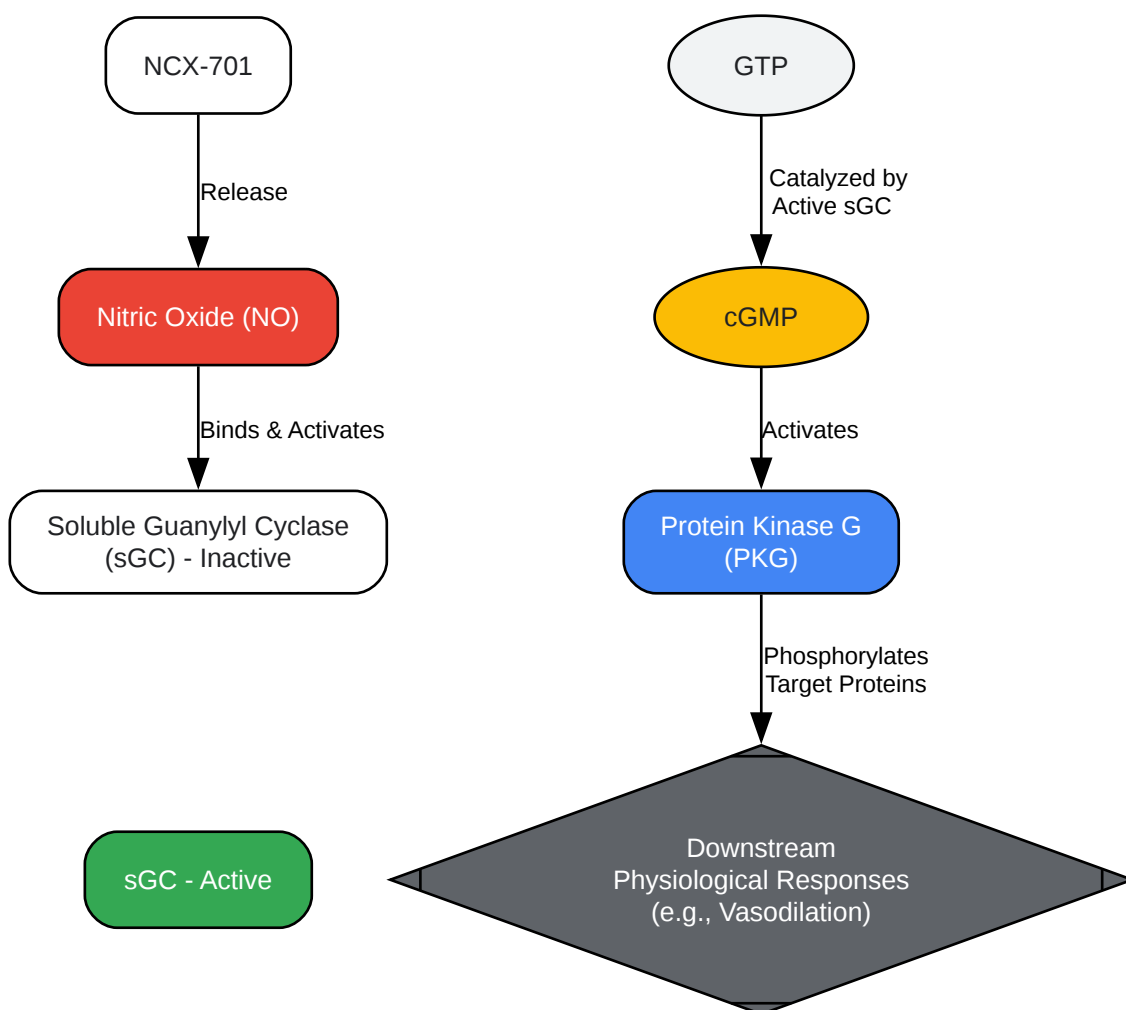 NCX-701
GTP
Release
Catalyzed by
Active sGC
Nitric Oxide (NO)
cGMP
Binds & Activates
Activates
Soluble Guanylyl Cyclase
(sGC) - Inactive
Protein Kinase G
(PKG)
Phosphorylates
Target Proteins
sGC - Active
Downstream
Physiological Responses
(e.g., Vasodilation)